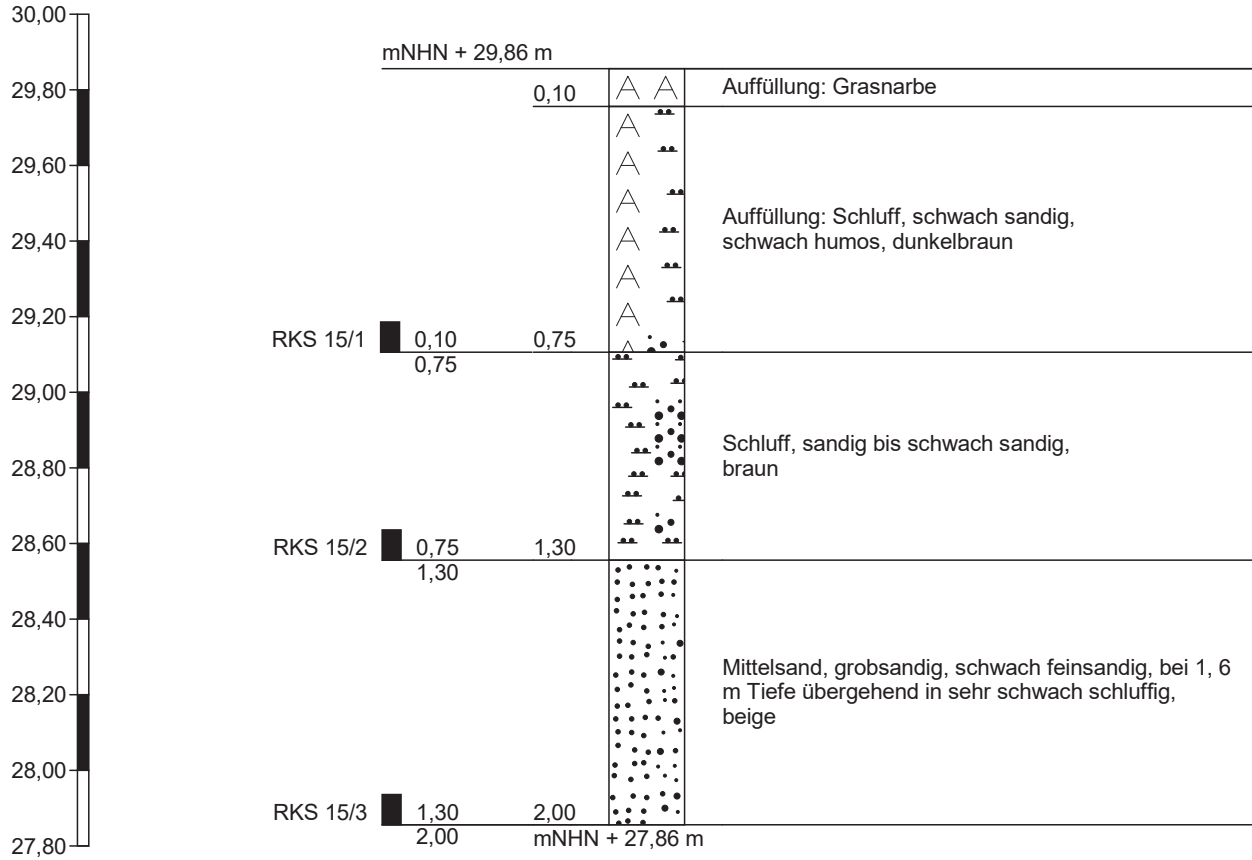 30,00
mNHN + 29,86 m
29,80
0,10
Auffüllung: Grasnarbe
29,60
29,40
Auffüllung: Schluff, schwach sandig,
schwach humos, dunkelbraun
29,20
RKS 15/1
0,10
0,75
0,75
29,00
28,80
Schluff, sandig bis schwach sandig,
braun
28,60
RKS 15/2
0,75
1,30
1,30
28,40
28,20
Mittelsand, grobsandig, schwach feinsandig, bei 1, 6
m Tiefe übergehend in sehr schwach schluffig,
beige
28,00
RKS 15/3
1,30
2,00
2,00
mNHN + 27,86 m
27,80